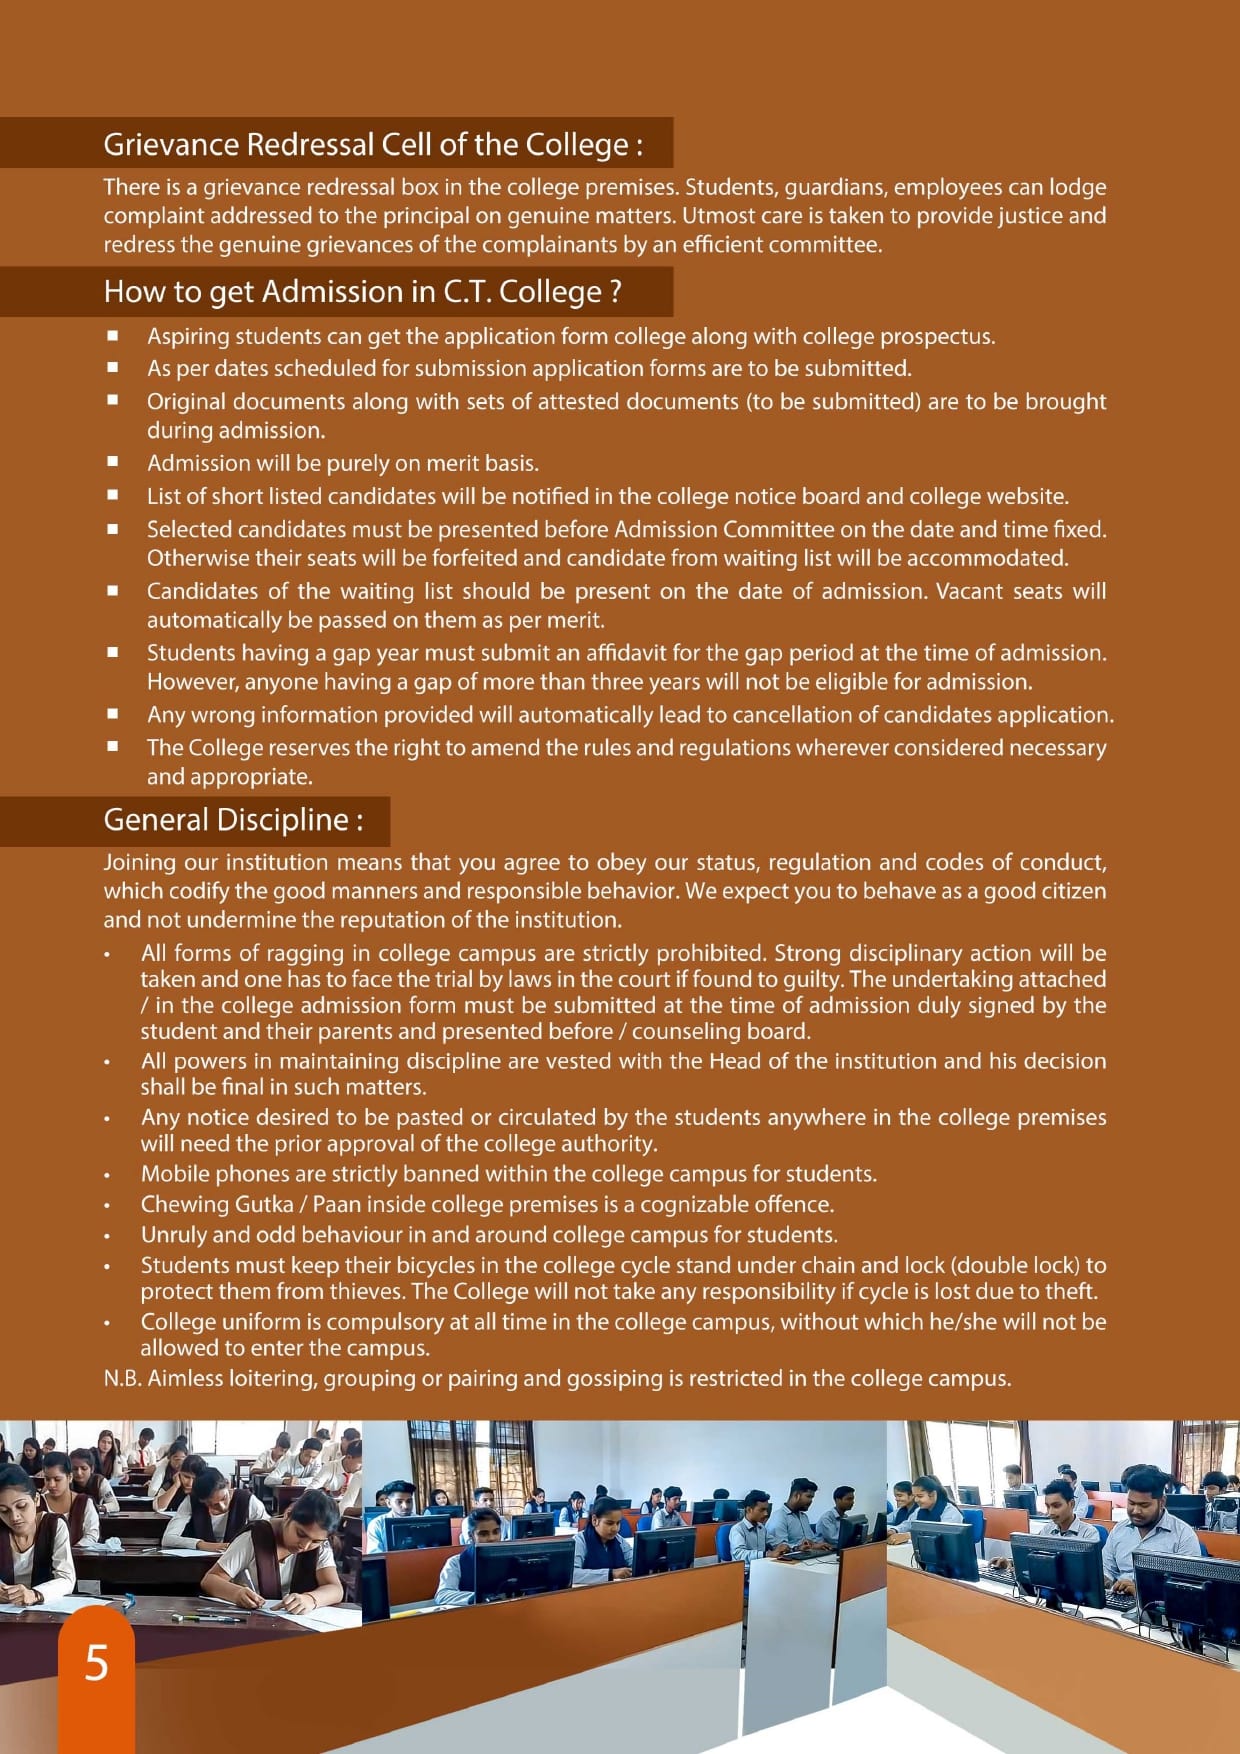 Grievance Redressal Cell of the College :
There is a grievance redressal box in the college premises. Students, guardians, employees can lodge
complaint addressed to the principal on genuine matters. Utmost care is taken to provide justice and
redress the genuine grievances of the complainants by an efficient committee.
How to get Admission in C.T. College ?
▪ Aspiring students can get the application form college along with college prospectus.
▪ As per dates scheduled for submission application forms are to be submitted.
▪ Original documents along with sets of attested documents (to be submitted) are to be brought
during admission.
▪ Admission will be purely on merit basis.
▪ List of short listed candidates will be notified in the college notice board and college website.
▪ Selected candidates must be presented before Admission Committee on the date and time fixed.
Otherwise their seats will be forfeited and candidate from waiting list will be accommodated.
▪ Candidates of the waiting list should be present on the date of admission. Vacant seats will
automatically be passed on them as per merit.
▪ Students having a gap year must submit an affidavit for the gap period at the time of admission.
However, anyone having a gap of more than three years will not be eligible for admission.
▪ Any wrong information provided will automatically lead to cancellation of candidates application.
▪ The College reserves the right to amend the rules and regulations wherever considered necessary
and appropriate.
General Discipline :
Joining our institution means that you agree to obey our status, regulation and codes of conduct,
which codify the good manners and responsible behavior. We expect you to behave as a good citizen
and not undermine the reputation of the institution.
• All forms of ragging in college campus are strictly prohibited. Strong disciplinary action will be
taken and one has to face the trial by laws in the court if found to guilty. The undertaking attached
/ in the college admission form must be submitted at the time of admission duly signed by the
student and their parents and presented before / counseling board.
• All powers in maintaining discipline are vested with the Head of the institution and his decision
shall be final in such matters.
• Any notice desired to be pasted or circulated by the students anywhere in the college premises
will need the prior approval of the college authority.
• Mobile phones are strictly banned within the college campus for students.
• Chewing Gutka / Paan inside college premises is a cognizable offence.
• Unruly and odd behaviour in and around college campus for students.
• Students must keep their bicycles in the college cycle stand under chain and lock (double lock) to
protect them from thieves. The College will not take any responsibility if cycle is lost due to theft.
• College uniform is compulsory at all time in the college campus, without which he/she will not be
allowed to enter the campus.
N.B. Aimless loitering, grouping or pairing and gossiping is restricted in the college campus.
5